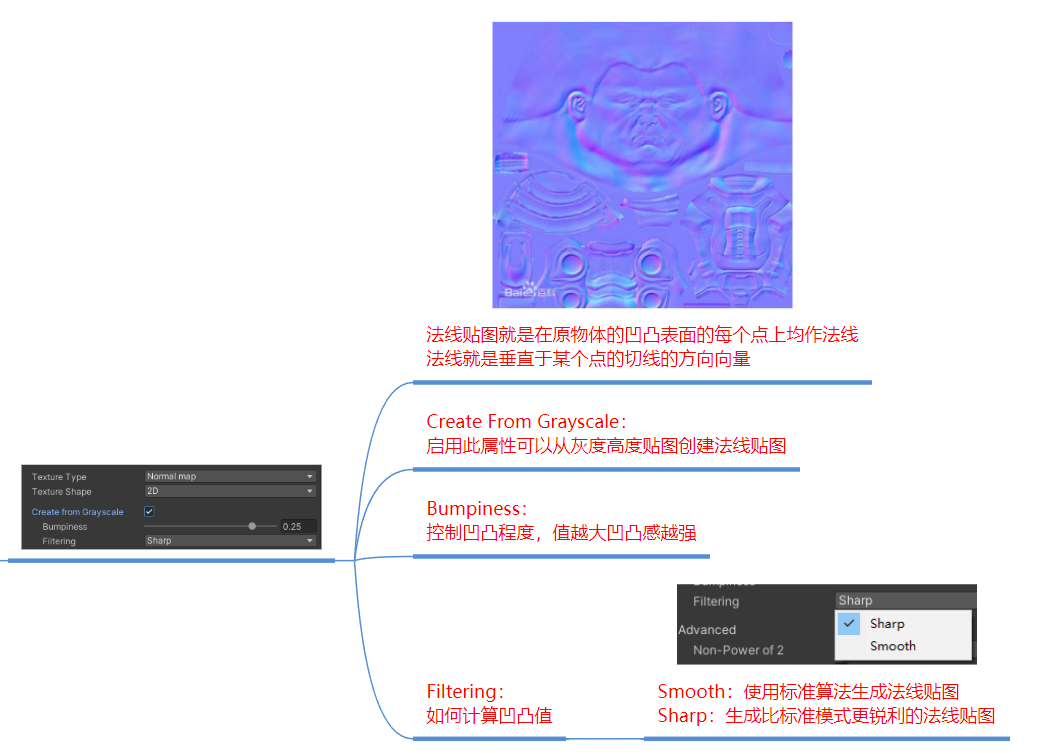 Baidu百科
法线贴图就是在原物体的凹凸表面的每个点上均作法线
法线就是垂直于某个点的切线的方向向量
Create From Grayscale：
启用此属性可以从灰度高度贴图创建法线贴图
Texture Type Normal map
Texture Shape 2D
Create from Grayscale
Bumpiness 0.25
Filtering Sharp
Bumpiness：
控制凹凸程度，值越大凹凸感越强
Bumpiness
Filtering Sharp
Sharp
Advanced
Smooth
Non-Power of 2
Filtering：
如何计算凹凸值
Smooth：使用标准算法生成法线贴图
Sharp：生成比标准模式更锐利的法线贴图